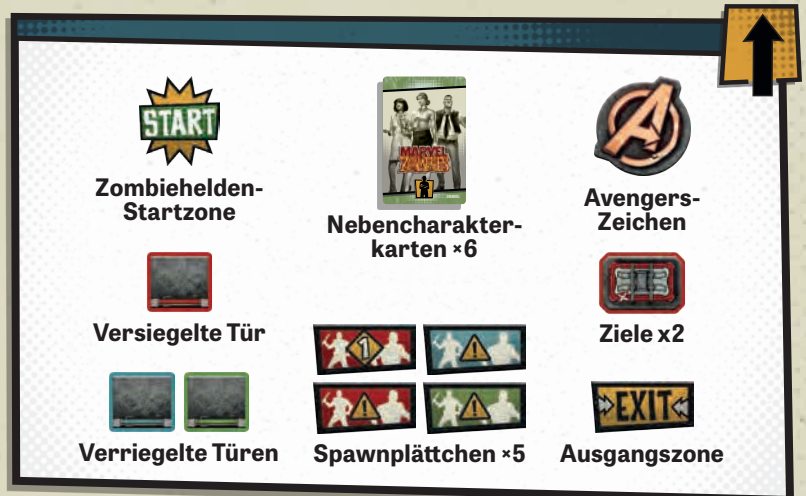 START
Zombiehelden-
Startzone
MARVEL
ZOMBIES
Nebencharakter-
karten ×6
A
Avengers-
Zeichen
Versiegelte Tür
1
!
!
!
Spawnplättchen ×5
Ziele x2
Verriegelte Türen
EXIT
Ausgangszone